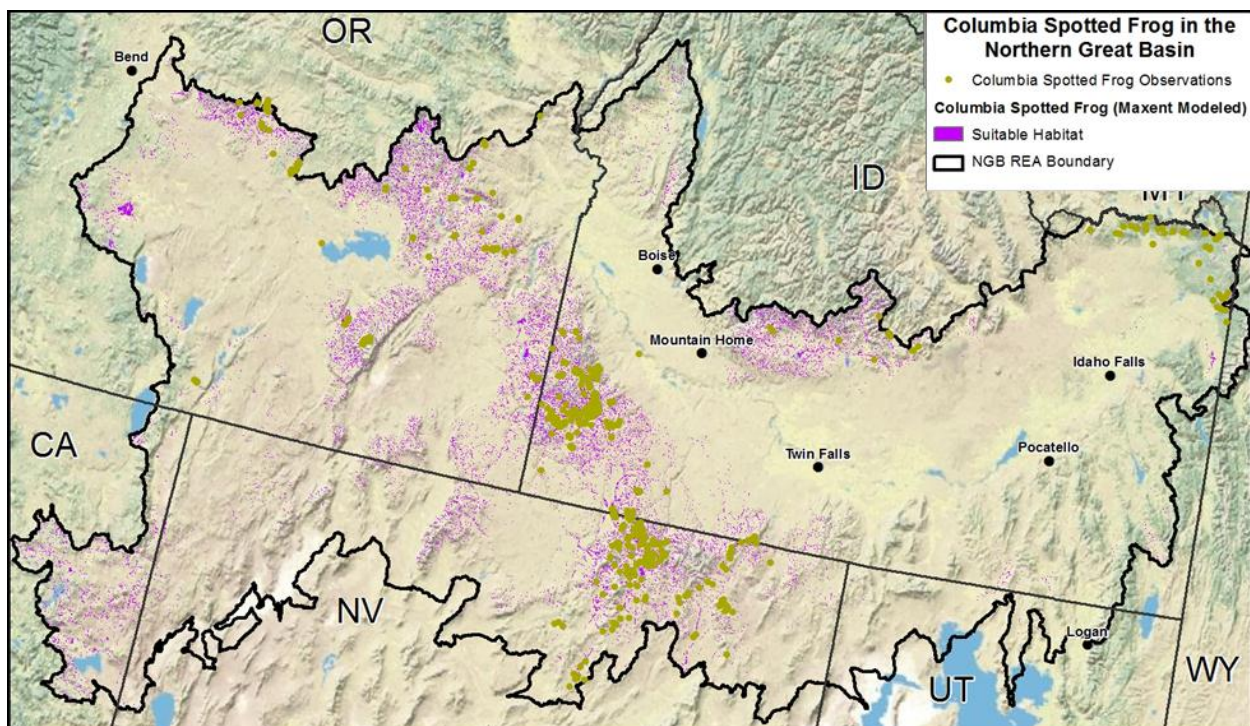 Columbia Spotted Frog in the
Northern Great Basin
Columbia Spotted Frog Observations
Columbia Spotted Frog (Maxent Modeled)
Suitable Habitat
NGB REA Boundary
OR
Bend
ID
Boise
Mountain Home
Idaho Falls
CA
Twin Falls
Pocatello
NV
Logan
UT
WY